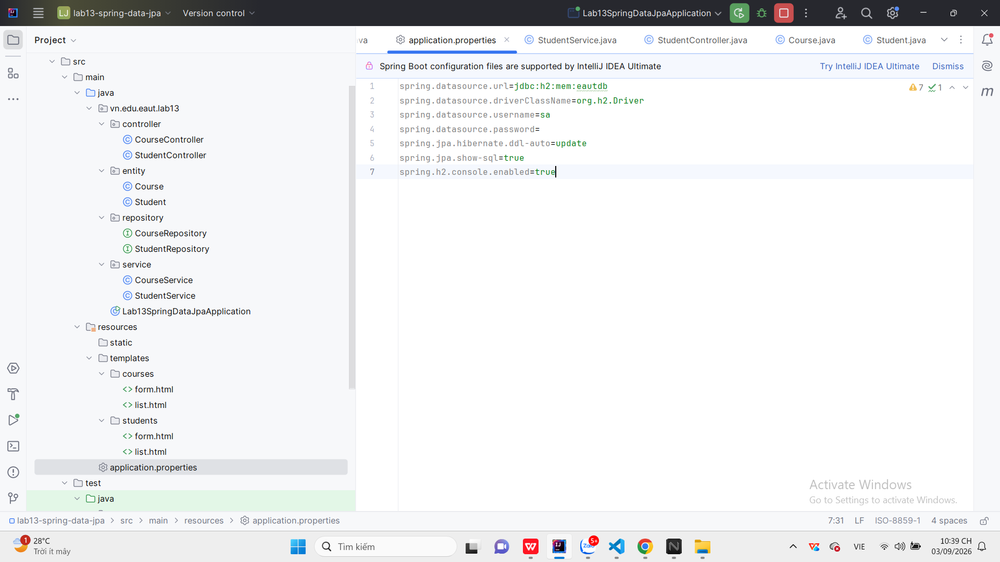 LJ lab13-spring-data-jpa Version control Lab13SpringDataJpaApplication
Project
va application.properties StudentService.java StudentController.java Course.java Student.java
Spring Boot configuration files are supported by IntelliJ IDEA Ultimate Try IntelliJ IDEA Ultimate Dismiss
src
main
java
vn.edu.eaut.lab13
controller
CourseController
StudentController
entity
Course
Student
repository
CourseRepository
StudentRepository
service
CourseService
StudentService
Lab13SpringDataJpaApplication
resources
static
templates
courses
form.html
list.html
students
form.html
list.html
application.properties
test
java
1 spring.datasource.url=jdbc:h2:mem:eautdb
2 spring.datasource.driverClassName=org.h2.Driver
3 spring.datasource.username=sa
4 spring.datasource.password=
5 spring.jpa.hibernate.ddl-auto=update
6 spring.jpa.show-sql=true
7 spring.h2.console.enabled=true
7 1
m
Activate Windows
Go to Settings to activate Windows.
lab13-spring-data-jpa > src > main > resources > application.properties 7:31 LF ISO-8859-1 4 spaces
1 28°C
Trời ít mây
Tìm kiếm
Zalo 5+
VIE
10:39 CH
03/09/2026